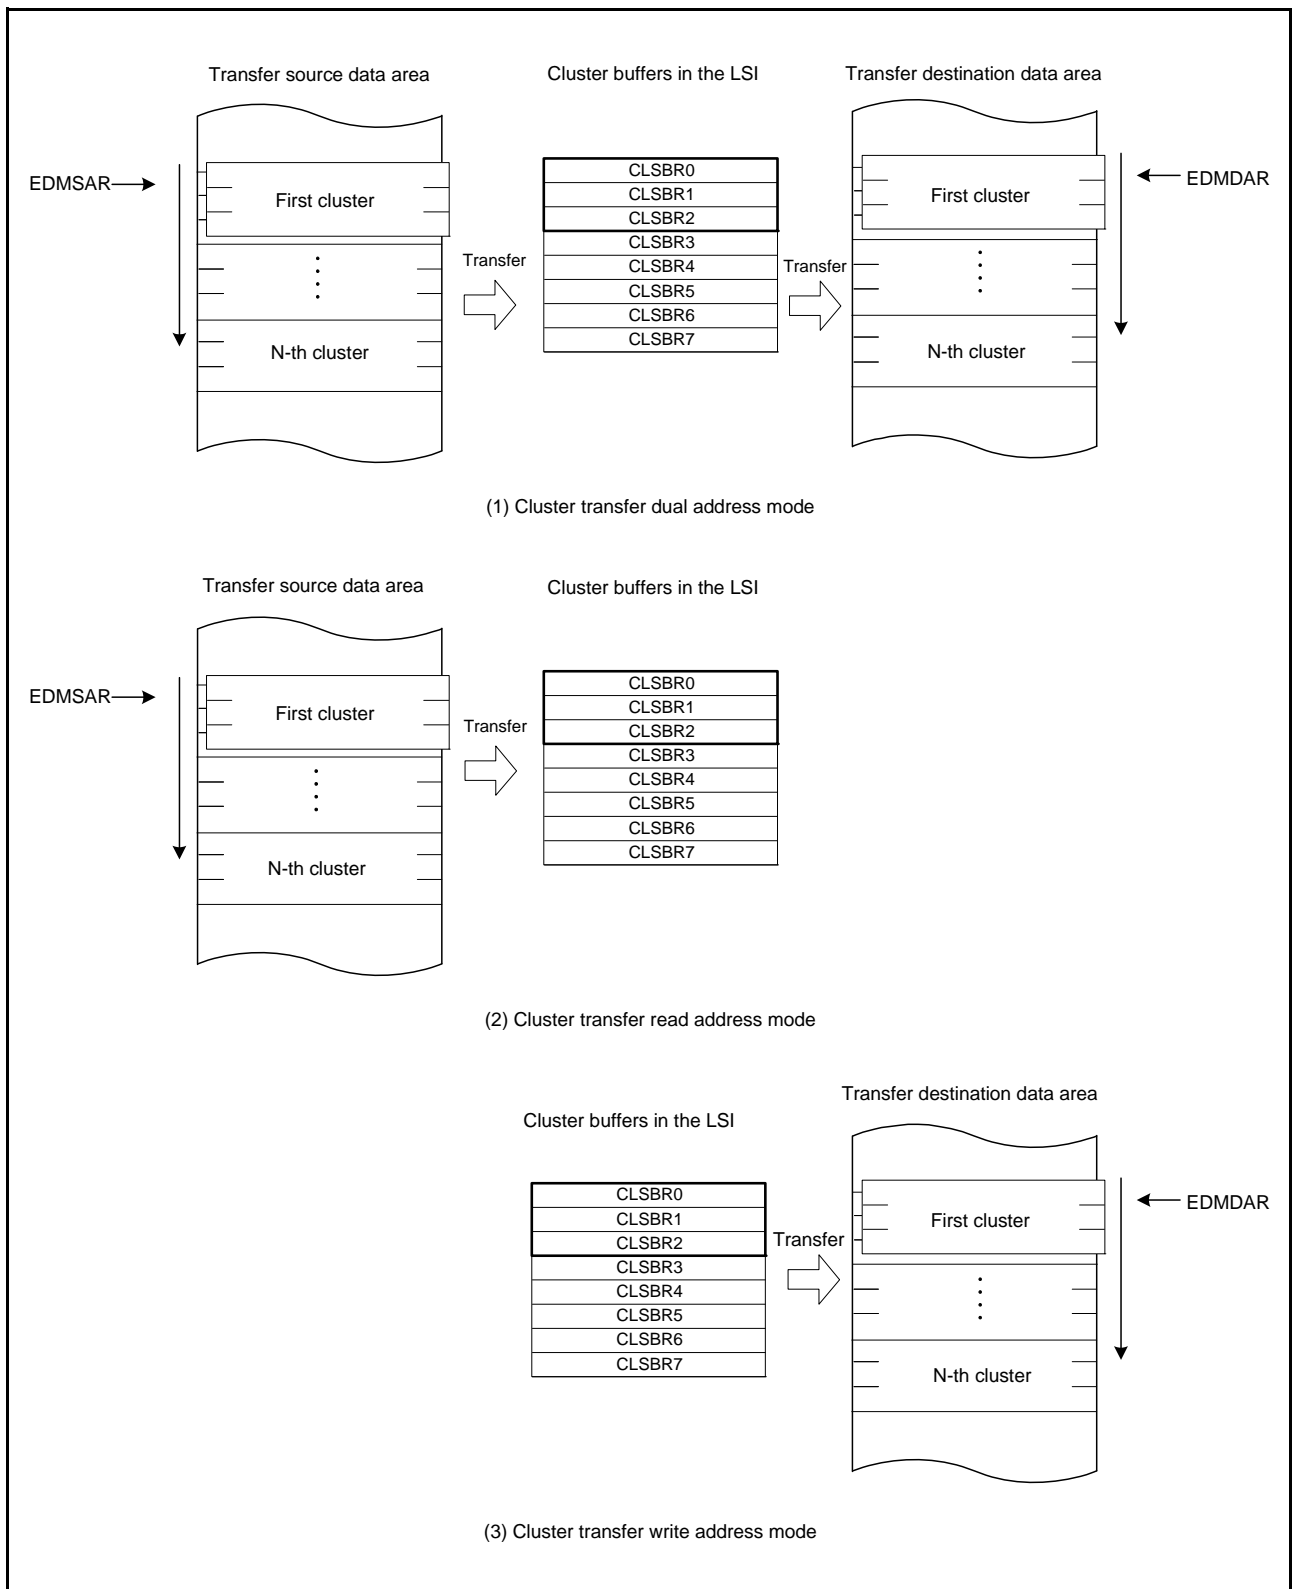 Transfer source data area
Cluster buffers in the LSI
Transfer destination data area
EDMSAR
First cluster
N-th cluster
Transfer
CLSBR0
CLSBR1
CLSBR2
CLSBR3
CLSBR4
CLSBR5
CLSBR6
CLSBR7
Transfer
First cluster
N-th cluster
EDMDAR
(1) Cluster transfer dual address mode
Transfer source data area
Cluster buffers in the LSI
EDMSAR
First cluster
N-th cluster
Transfer
CLSBR0
CLSBR1
CLSBR2
CLSBR3
CLSBR4
CLSBR5
CLSBR6
CLSBR7
(2) Cluster transfer read address mode
Cluster buffers in the LSI
Transfer destination data area
CLSBR0
CLSBR1
CLSBR2
CLSBR3
CLSBR4
CLSBR5
CLSBR6
CLSBR7
Transfer
First cluster
N-th cluster
EDMDAR
(3) Cluster transfer write address mode